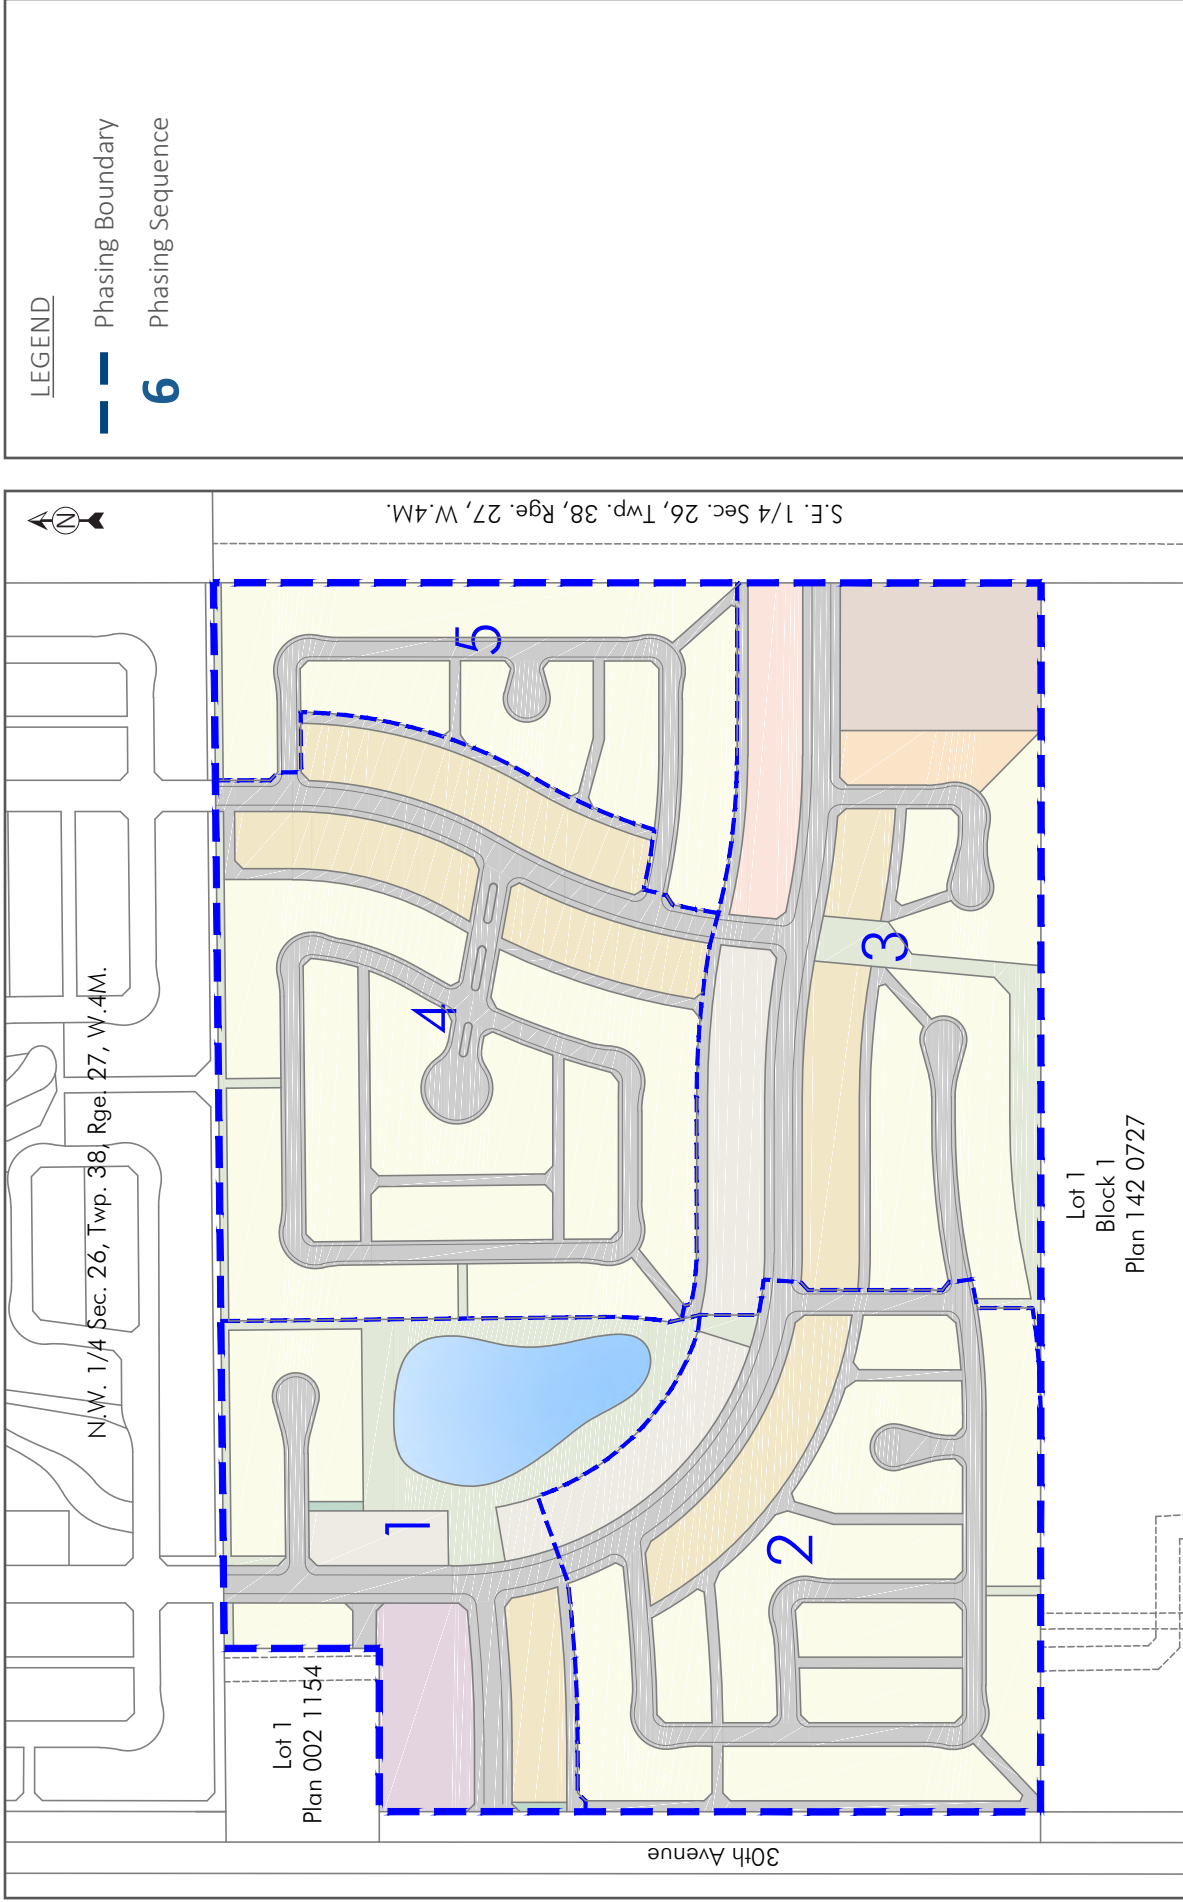 LEGEND
Phasing Boundary
6 Phasing Sequence
N
N.W. 1/4 Sec. 26, Twp. 38, Rge. 27, W.4M.
S.E. 1/4 Sec. 26, Twp. 38, Rge. 27, W.4M.
Lot 1
Plan 002 1154
30th Avenue
1
2
3
4
5
Lot 1
Block 1
Plan 142 0727